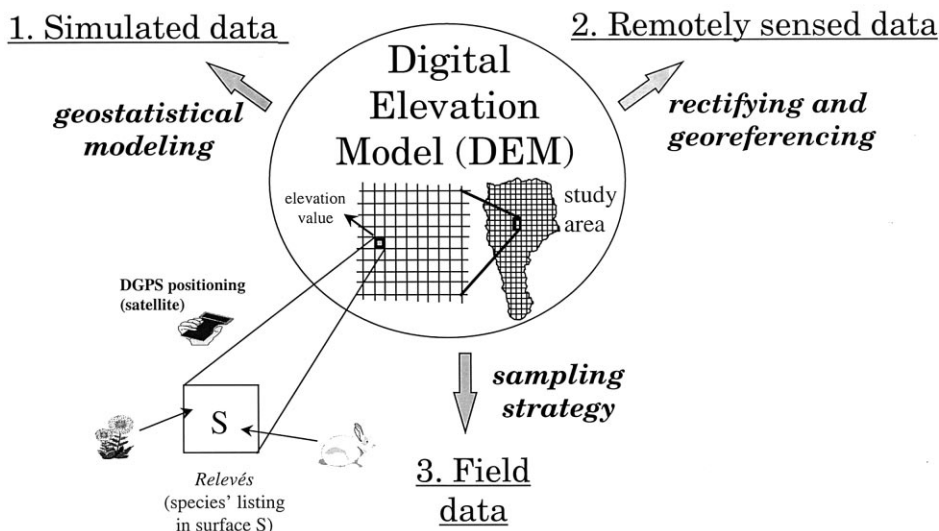 1. Simulated data
2. Remotely sensed data
Digital
Elevation
Model (DEM)
geostatistical
modeling
rectifying and
georeferencing
elevation
value
study
area
DGPS positioning
(satellite)
sampling
strategy
S
Relevés
(species' listing
in surface S)
3. Field
data